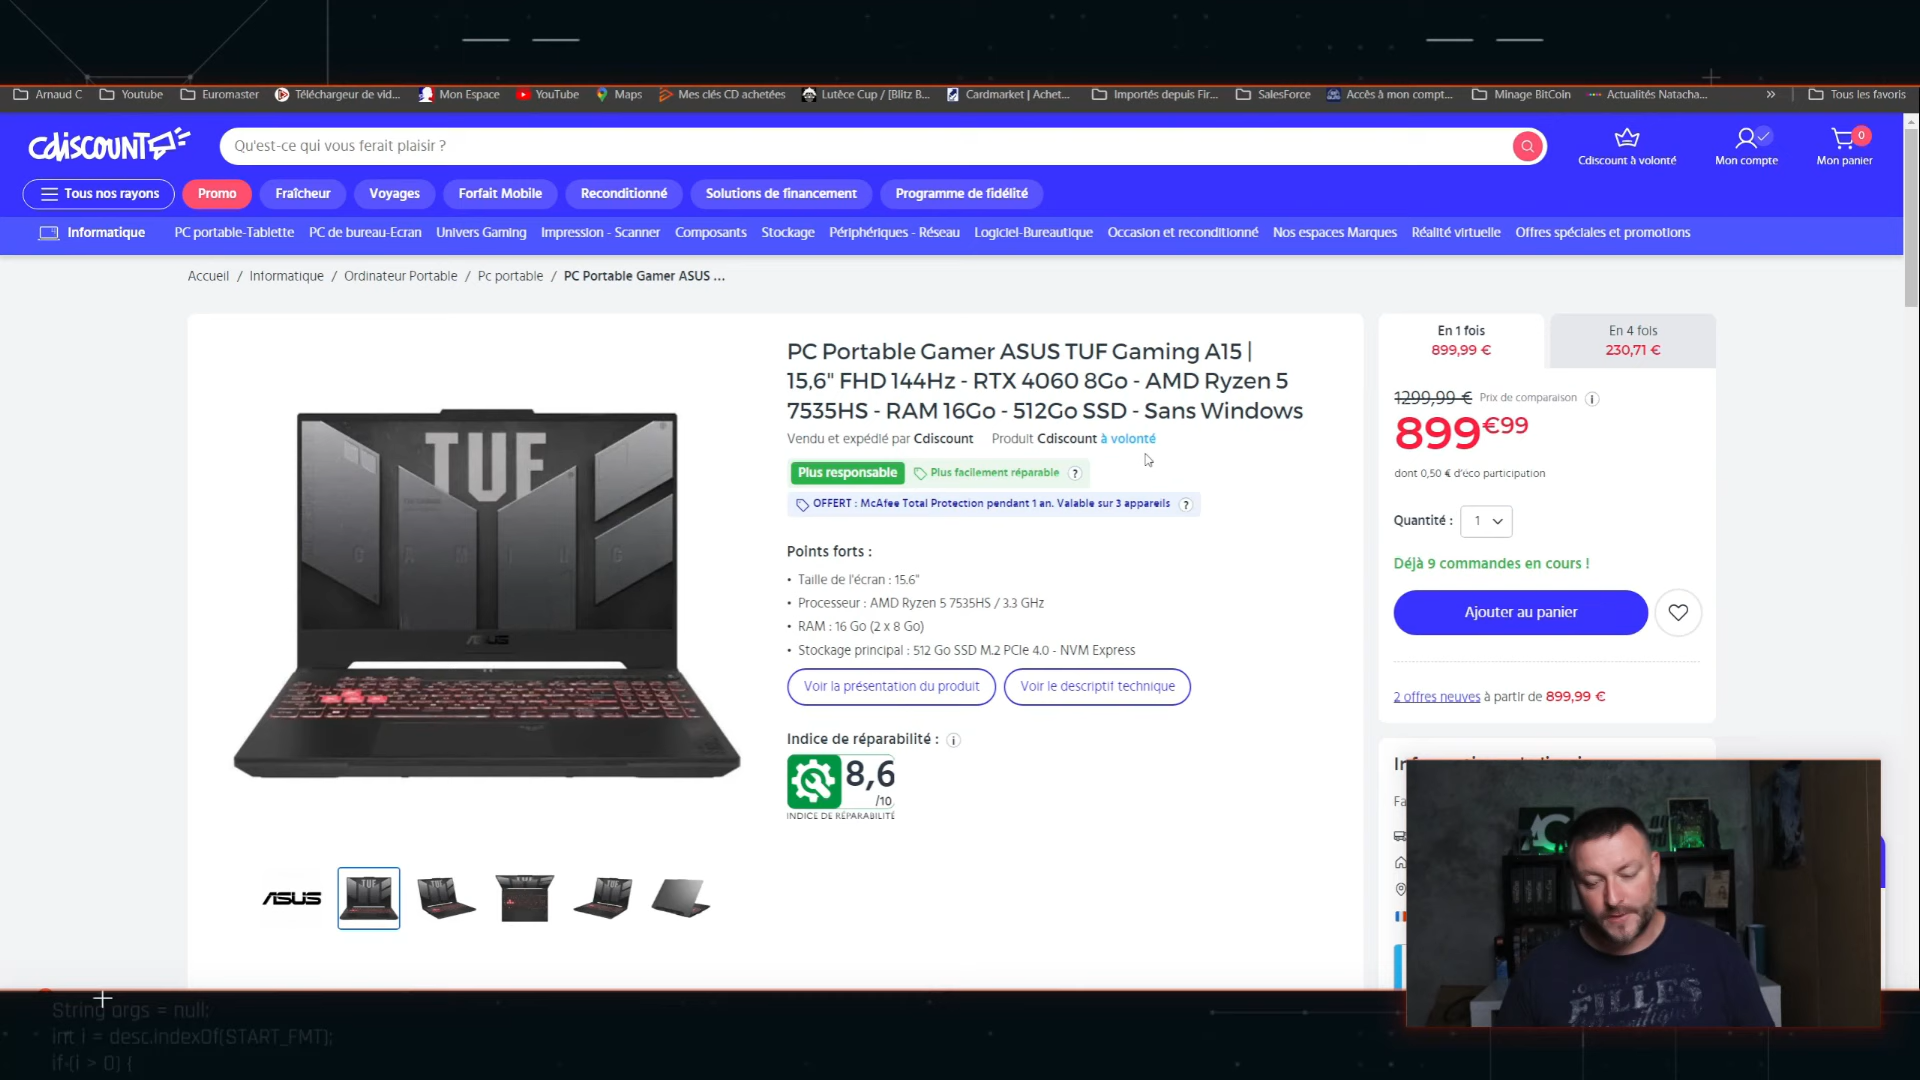 Arnaud C
Youtube
Euromaster
Téléchargeur de vid...
Mon Espace
YouTube
Maps
Mes clés CD achetées
Lutèce Cup / [Blitz B...
Cardmarket | Achet...
Importés depuis Fir...
SalesForce
Accès à mon compt...
Minage BitCoin
Actualités Natacha...
»
Tous les favoris
CDISCOUNT
Qu'est-ce qui vous ferait plaisir ?
Cdiscount à volonté
Mon compte
0
Mon panier
Tous nos rayons
Promo
Fraîcheur
Voyages
Forfait Mobile
Reconditionné
Solutions de financement
Programme de fidélité
Informatique
PC portable-Tablette
PC de bureau-Ecran
Univers Gaming
Impression - Scanner
Composants
Stockage
Périphériques - Réseau
Logiciel-Bureautique
Occasion et reconditionné
Nos espaces Marques
Réalité virtuelle
Offres spéciales et promotions
Accueil / Informatique / Ordinateur Portable / Pc portable / PC Portable Gamer ASUS ...
PC Portable Gamer ASUS TUF Gaming A15 |
15,6" FHD 144Hz - RTX 4060 8Go - AMD Ryzen 5
7535HS - RAM 16Go - 512Go SSD - Sans Windows
Vendu et expédié par Cdiscount Produit Cdiscount à volonté
Plus responsable
Plus facilement réparable ?
OFFERT : McAfee Total Protection pendant 1 an. Valable sur 3 appareils ?
Points forts :
• Taille de l'écran : 15.6"
• Processeur : AMD Ryzen 5 7535HS / 3.3 GHz
• RAM : 16 Go (2 x 8 Go)
• Stockage principal : 512 Go SSD M.2 PCIe 4.0 - NVM Express
Voir la présentation du produit
Voir le descriptif technique
Indice de réparabilité : i
8,6
/10
INDICE DE RÉPARABILITÉ
TUF
GAMING
ASUS
ASUS
TUF
TUF
TUF
TUF
En 1 fois
899,99 €
En 4 fois
230,71 €
1299,99 € Prix de comparaison i
899€99
dont 0,50 € d'éco participation
Quantité : 1
Déjà 9 commandes en cours !
Ajouter au panier
2 offres neuves à partir de 899,99 €
Fa
FILLES
String args = null;
int i = desc.indexOf(START_FMT);
if (i > 0) {